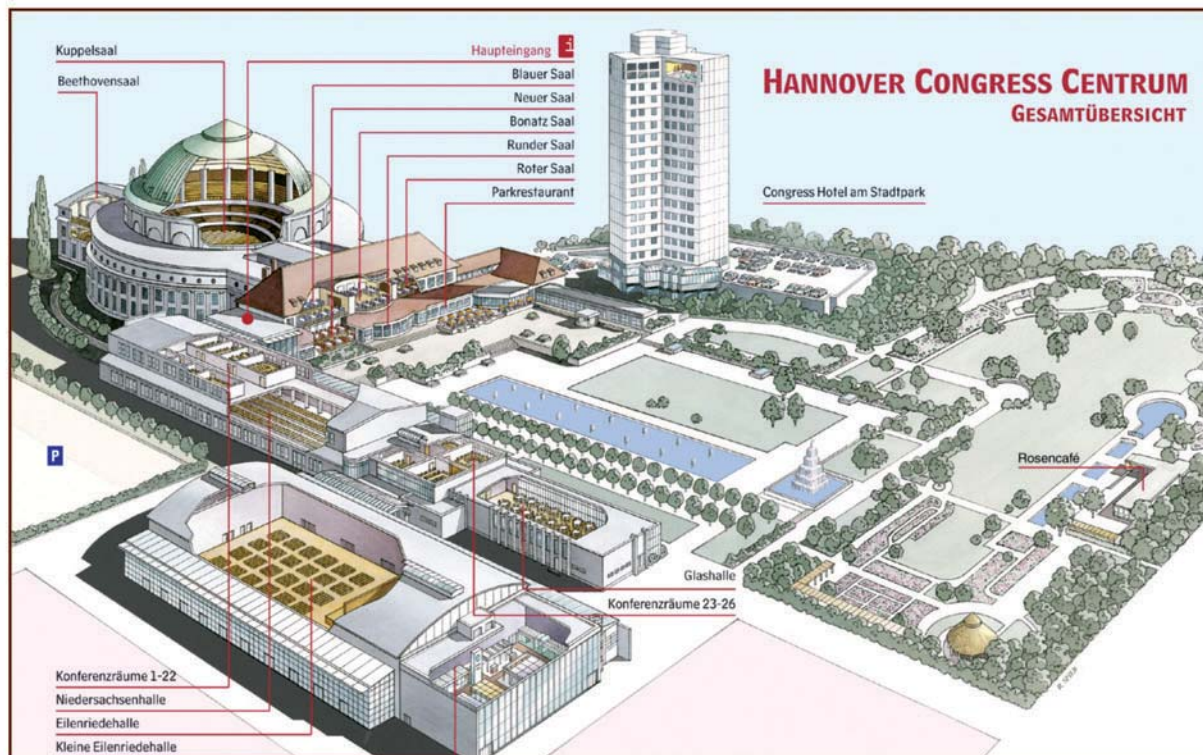 HANNOVER CONGRESS CENTRUM
GESAMTÜBERSICHT
Kuppelsaal
Beethovensaal
Haupteingang i
Blauer Saal
Neuer Saal
Bonatz Saal
Runder Saal
Roter Saal
Parkrestaurant
Congress Hotel am Stadtpark
P
Rosencafé
Glashalle
Konferenzräume 23-26
Konferenzräume 1-22
Niedersachsenhalle
Eilenriedehalle
Kleine Eilenriedehalle